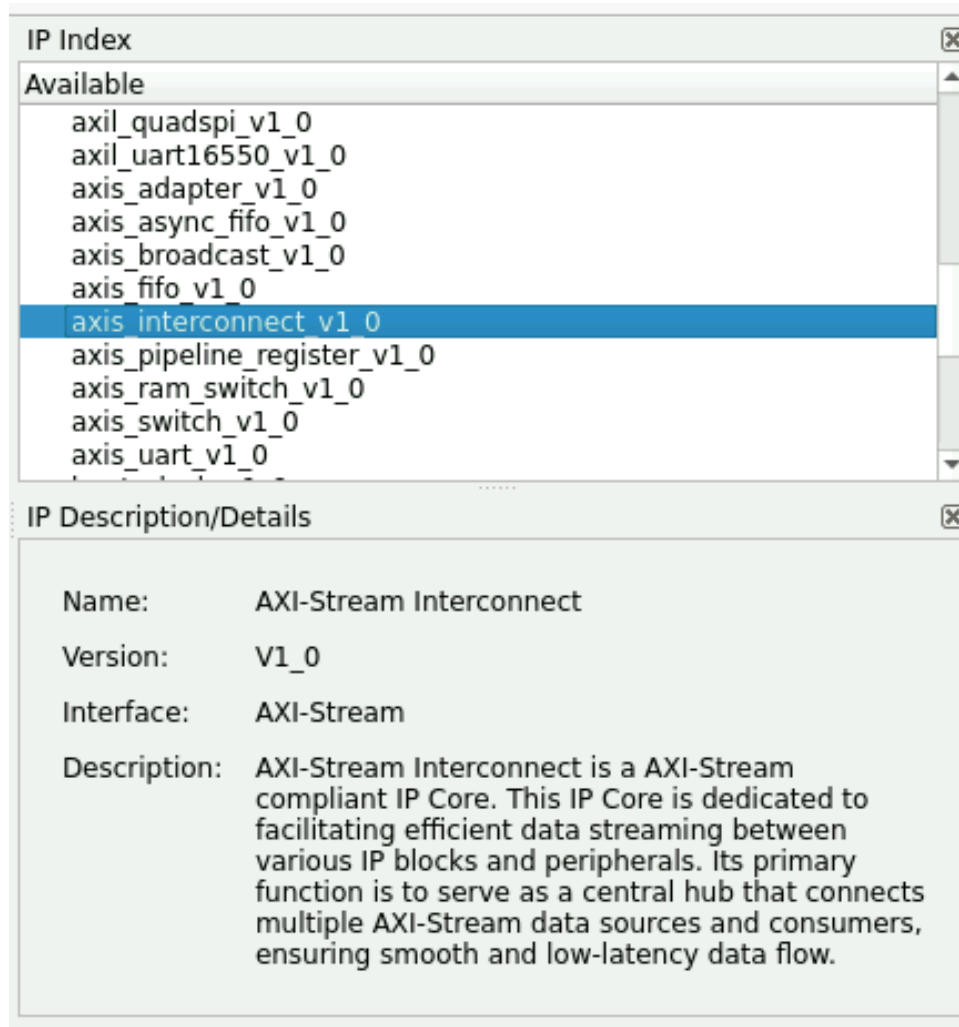 IP Index
Available
axil_quadspi_v1_0
axil_uart16550_v1_0
axis_adapter_v1_0
axis_async_fifo_v1_0
axis_broadcast_v1_0
axis_fifo_v1_0
axis_interconnect_v1_0
axis_pipeline_register_v1_0
axis_ram_switch_v1_0
axis_switch_v1_0
axis_uart_v1_0
IP Description/Details
Name: AXI-Stream Interconnect
Version: V1_0
Interface: AXI-Stream
Description: AXI-Stream Interconnect is a AXI-Stream
compliant IP Core. This IP Core is dedicated to
facilitating efficient data streaming between
various IP blocks and peripherals. Its primary
function is to serve as a central hub that connects
multiple AXI-Stream data sources and consumers,
ensuring smooth and low-latency data flow.